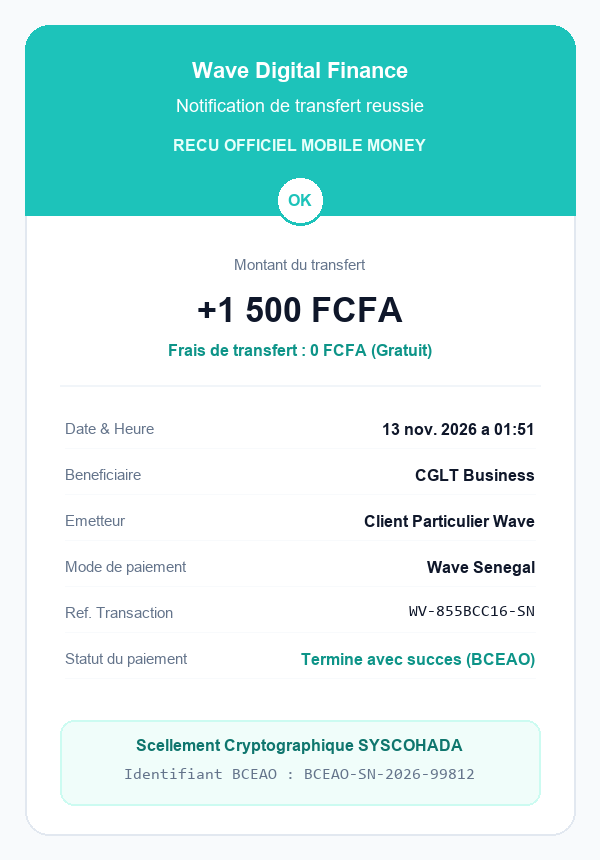 Wave Digital Finance
Notification de transfert reussie
RECU OFFICIEL MOBILE MONEY
OK
Montant du transfert
+1 500 FCFA
Frais de transfert : 0 FCFA (Gratuit)
Date & Heure 13 nov. 2026 a 01:51
Beneficiaire CGLT Business
Emetteur Client Particulier Wave
Mode de paiement Wave Senegal
Ref. Transaction WV-855BCC16-SN
Statut du paiement Termine avec succes (BCEAO)
Scellement Cryptographique SYSCOHADA
Identifiant BCEAO : BCEAO-SN-2026-99812